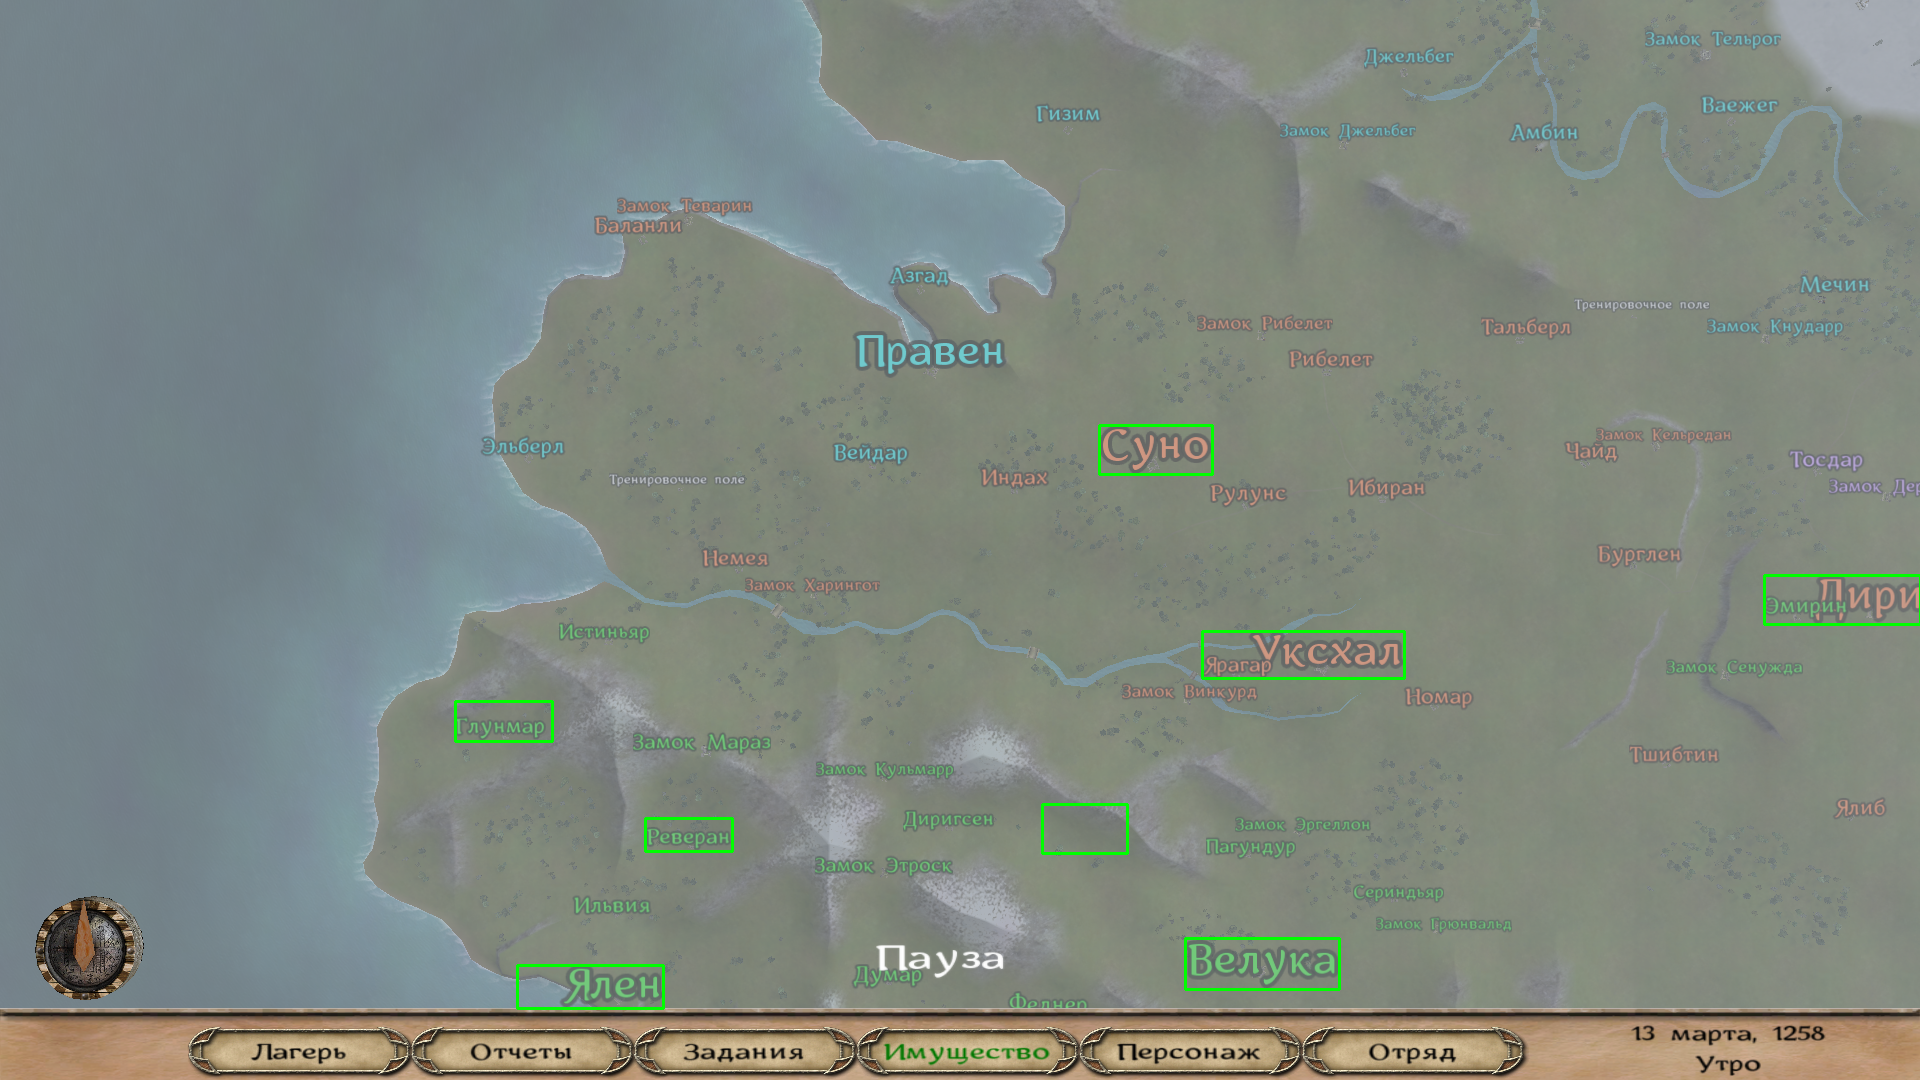 Замок Тельрог
Джельбег
Ваежег
Гизим
Замок Джельбег
Амбин
Замок Теварин
Баланли
Азгад
Мечин
Тренировочное поле
Замок Рибелет
Тальберл
Замок Кнударр
Правен
Рибелет
Замок Кельредан
Суно
Эльберл
Вейдар
Чайд
Тосдар
Тренировочное поле
Индах
Рулунс
Ибиран
Замок Дер
Немея
Бурглен
Замок Харингот
Дири
Эмирин
Истиньяр
Уксхал
Ярагар
Замок Сенужда
Замок Винкурд
Номар
Глунмар
Замок Мараз
Тшибтин
Замок Кульмарр
Ялиб
Диригсен
Замок Эргеллон
Реверан
Пагундур
Замок Этроск
Сериндьяр
Ильвия
Замок Грюнвальд
Пауза
Велука
Думар
Ялен
Феднер
Лагерь
Отчеты
Задания
Имущество
Персонаж
Отряд
13 марта, 1258
Утро